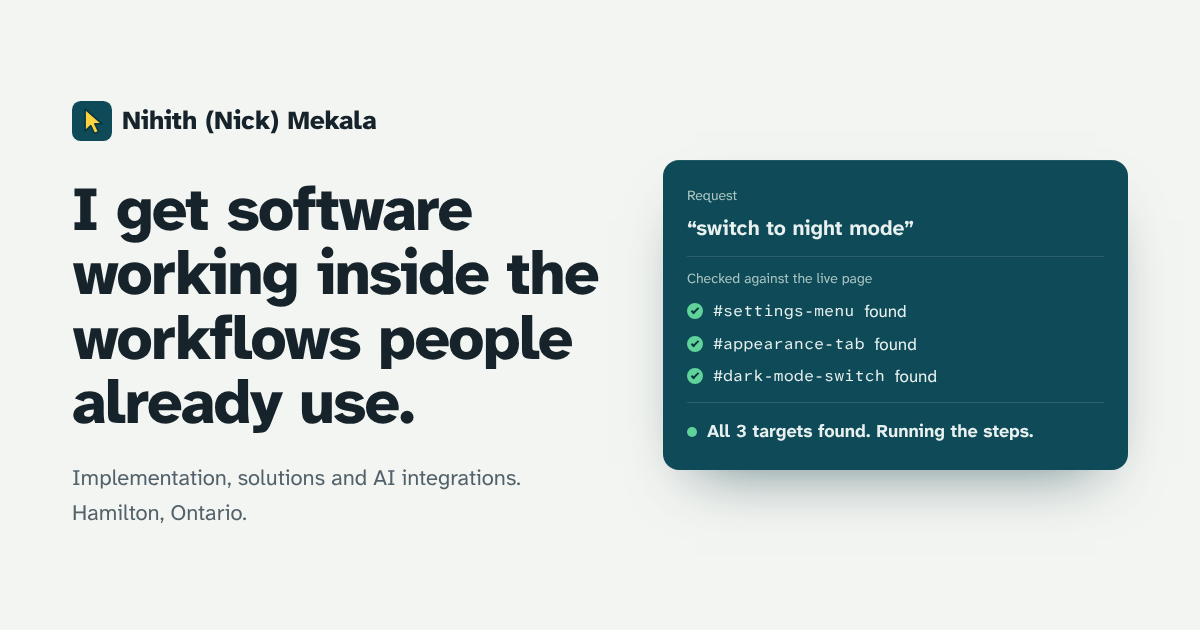 Nihith (Nick) Mekala
I get software
working inside the
workflows people
already use.
Implementation, solutions and AI integrations.
Hamilton, Ontario.
Request
“switch to night mode”
Checked against the live page
#settings-menu found
#appearance-tab found
#dark-mode-switch found
All 3 targets found. Running the steps.